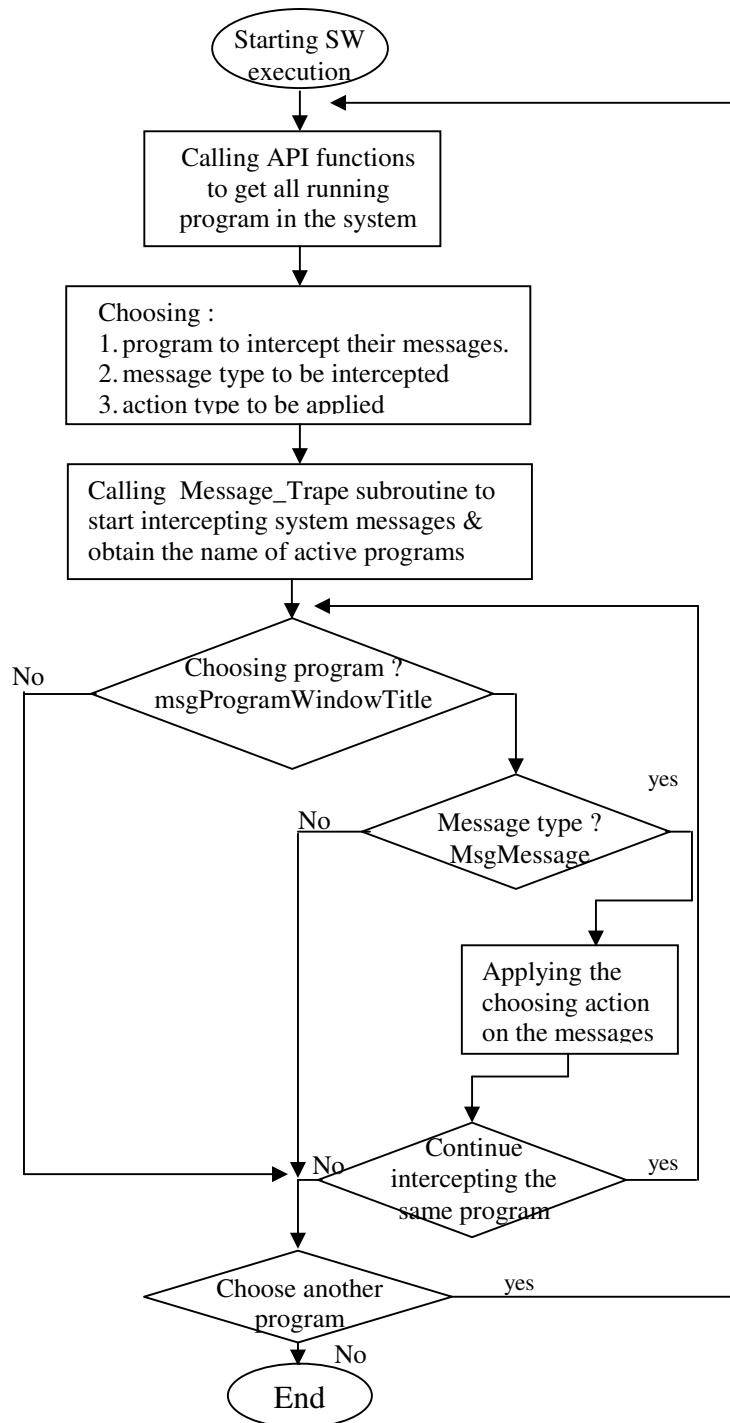 Starting SW
execution
Calling API functions
to get all running
program in the system
Choosing :
1. program to intercept their messages.
2. message type to be intercepted
3. action type to be applied
Calling Message_Trape subroutine to
start intercepting system messages &
obtain the name of active programs
No
Choosing program ?
msgProgramWindowTitle
yes
No
Message type ?
MsgMessage
Applying the
choosing action
on the messages
No
Continue
intercepting the
same program
yes
Choose another
program
yes
No
End